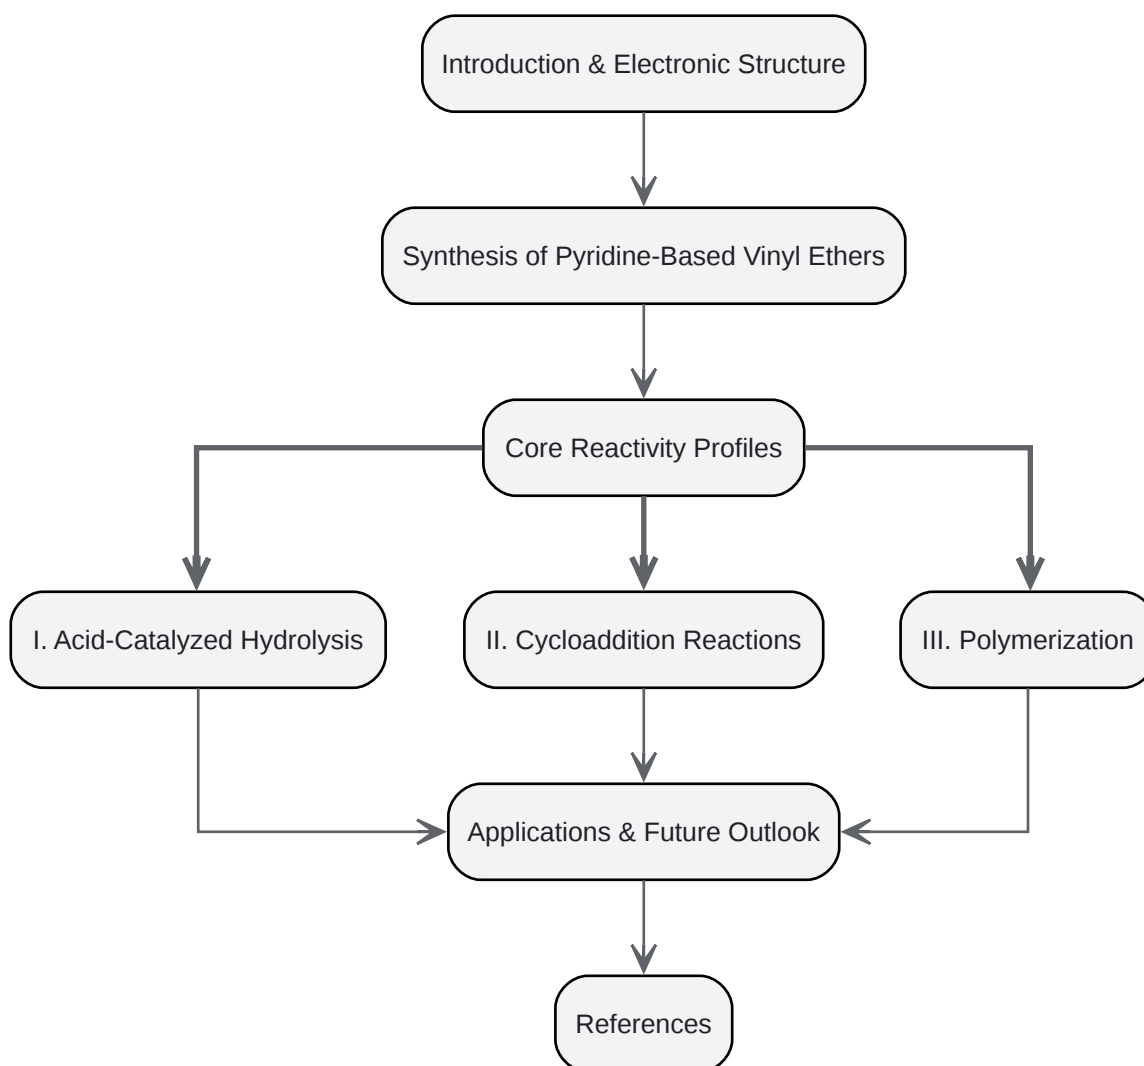 Introduction & Electronic Structure
Synthesis of Pyridine-Based Vinyl Ethers
Core Reactivity Profiles
I. Acid-Catalyzed Hydrolysis
II. Cycloaddition Reactions
III. Polymerization
Applications & Future Outlook
References